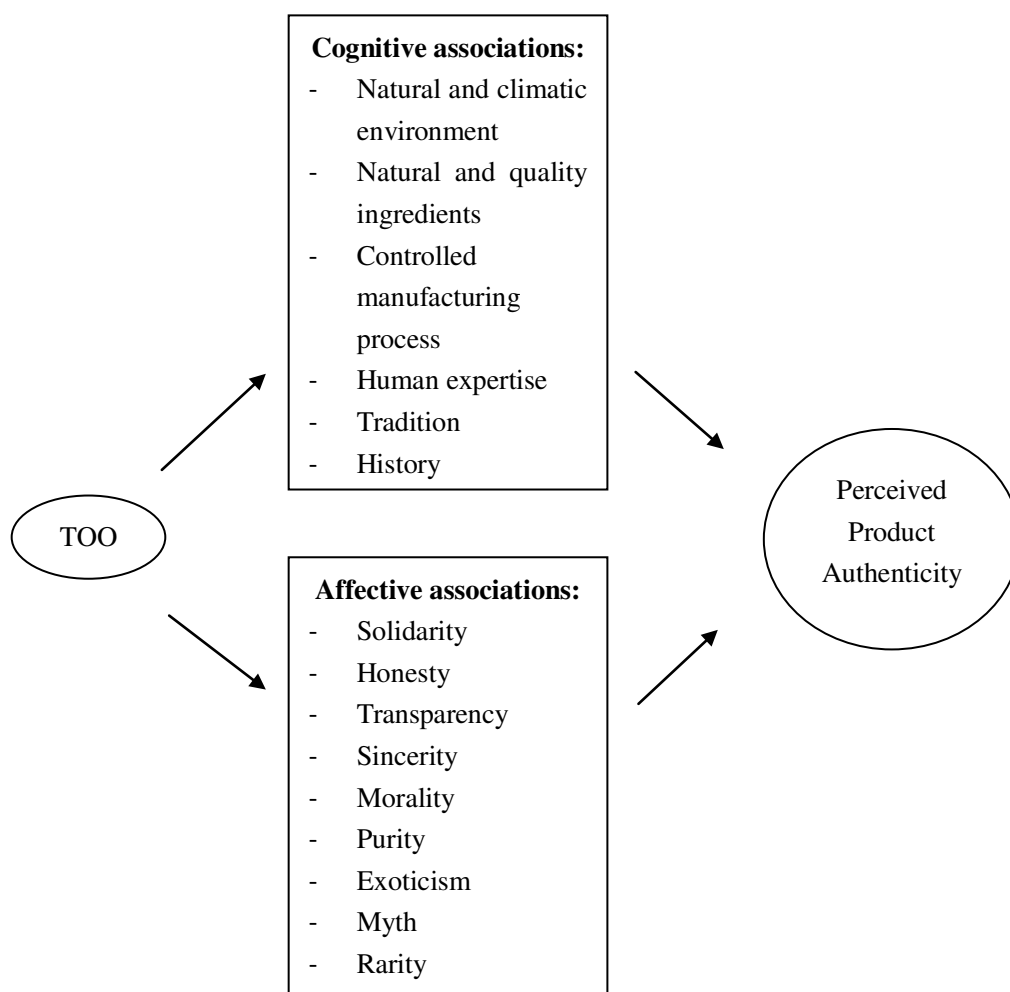 Cognitive associations:
- Natural and climatic
environment
- Natural and quality
ingredients
- Controlled
manufacturing
process
- Human expertise
- Tradition
- History
TOO
Perceived
Product
Authenticity
Affective associations:
- Solidarity
- Honesty
- Transparency
- Sincerity
- Morality
- Purity
- Exoticism
- Myth
- Rarity